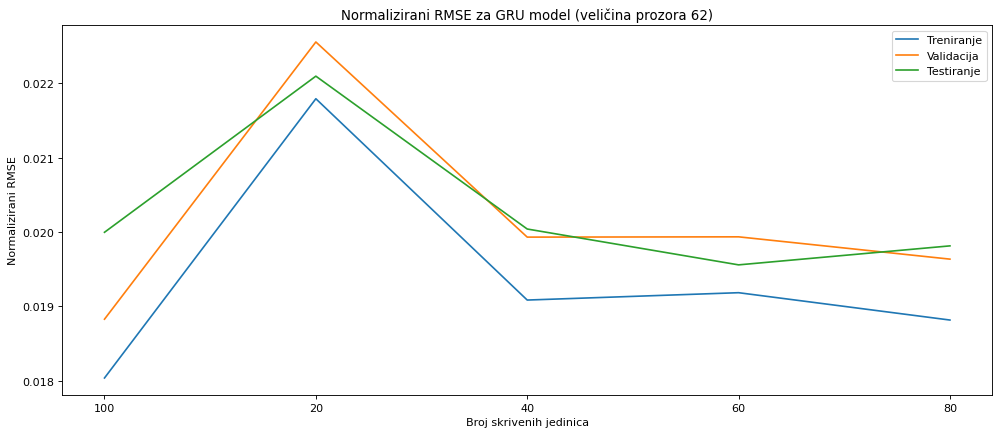 Normalizirani RMSE za GRU model (veličina prozora 62)
Treniranje
Validacija
Testiranje
0.022
0.021
0.020
0.019
0.018
Normalizirani RMSE
100 20 40 60 80
Broj skrivenih jedinica